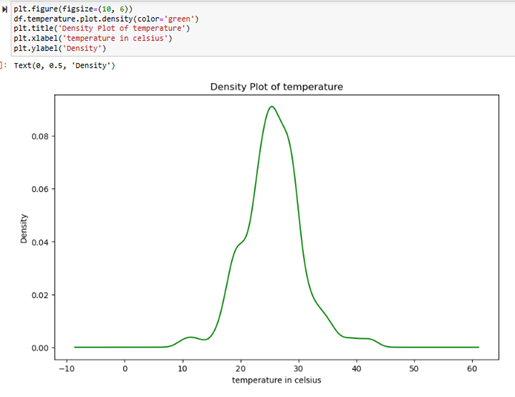 plt.figure(figsize=(10, 6))
df.temperature.plot.density(color='green')
plt.title('Density Plot of temperature')
plt.xlabel('temperature in celsius')
plt.ylabel('Density')
]: Text(0, 0.5, 'Density')
Density Plot of temperature
0.08
0.06
Density
0.04
0.02
0.00
−10 0 10 20 30 40 50 60
temperature in celsius